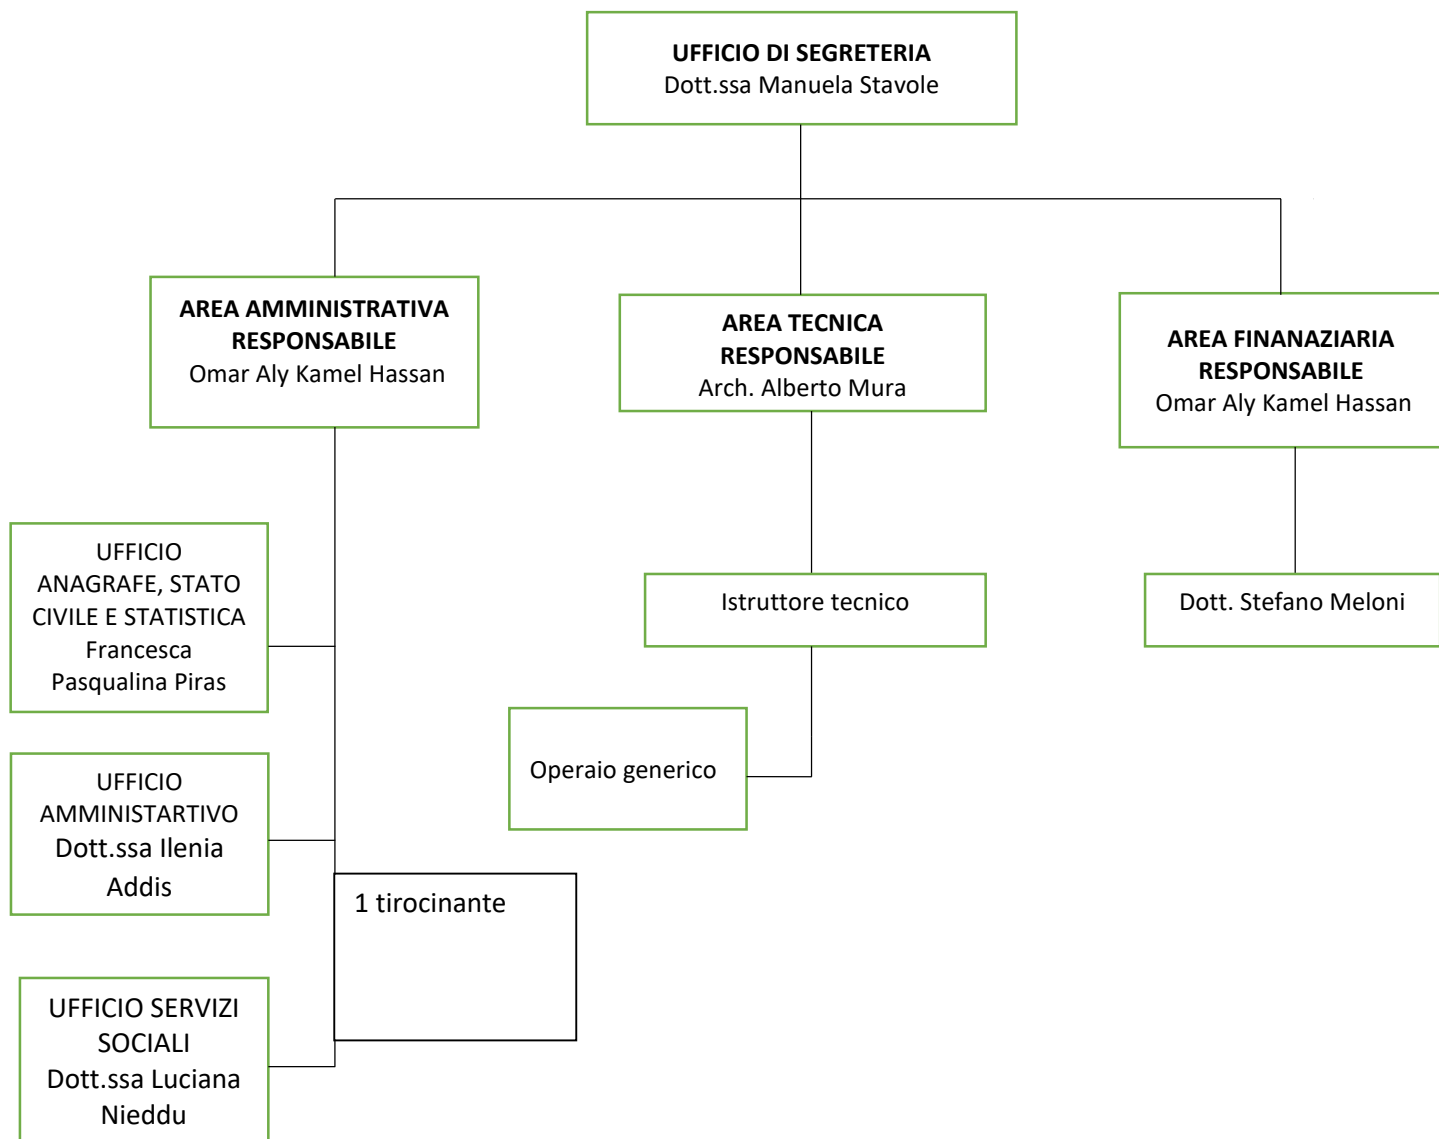 UFFICIO DI SEGRETERIA
Dott.ssa Manuela Stavole
AREA AMMINISTRATIVA
RESPONSABILE
Omar Aly Kamel Hassan
AREA TECNICA
RESPONSABILE
Arch. Alberto Mura
AREA FINANAZIARIA
RESPONSABILE
Omar Aly Kamel Hassan
UFFICIO
ANAGRAFE, STATO
CIVILE E STATISTICA
Francesca
Pasqualina Piras
Istruttore tecnico
Dott. Stefano Meloni
Operaio generico
UFFICIO
AMMINISTARTIVO
Dott.ssa Ilenia
Addis
1 tirocinante
UFFICIO SERVIZI
SOCIALI
Dott.ssa Luciana
Nieddu